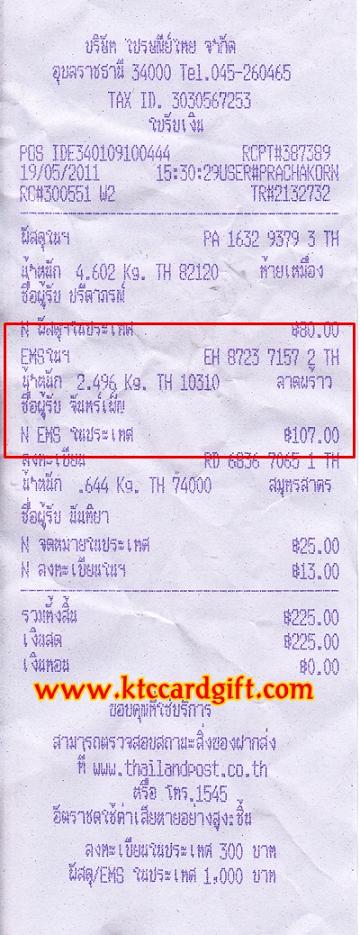 บริษัท ไปรษณีย์ไทย จำกัด
อุบลราชธานี 34000 Tel.045-260465
TAX ID. 3030567253
ใบรับเงิน
POS IDE340109100444 RCPT#387389
19/05/2011 15:30:29USER#PRACHAKORN
RC#300551 W2 TR#2132732
พัสดุในฯ PA 1632 9379 3 TH
น้ำหนัก 4.602 Kg. TH 82120 ท้ายเหมือง
ชื่อผู้รับ ปรีดาภรณ์
N พัสดุฯในประเทศ ฿80.00
EMSในฯ EH 8723 7157 2 TH
น้ำหนัก 2.496 Kg. TH 10310 ลาดพร้าว
ชื่อผู้รับ จันทร์เพ็ญ
N EMS ในประเทศ ฿107.00
ลงทะเบียน RD 6836 7065 1 TH
น้ำหนัก .644 Kg. TH 74000 สมุทรสาคร
ชื่อผู้รับ นันทิยา
N จดหมายในประเทศ ฿25.00
N ลงทะเบียนในฯ ฿13.00
รวมทั้งสิ้น ฿225.00
เงินสด ฿225.00
เงินทอน ฿0.00
www.ktccardgift.com
ขอบคุณที่ใช้บริการ
สามารถตรวจสอบสถานะสิ่งของฝากส่ง
ที่ www.thailandpost.co.th
หรือ โทร.1545
อัตราชดใช้ค่าเสียหายอย่างสูง:ชิ้น
ลงทะเบียนในประเทศ 300 บาท
พัสดุ/EMS ในประเทศ 1,000 บาท